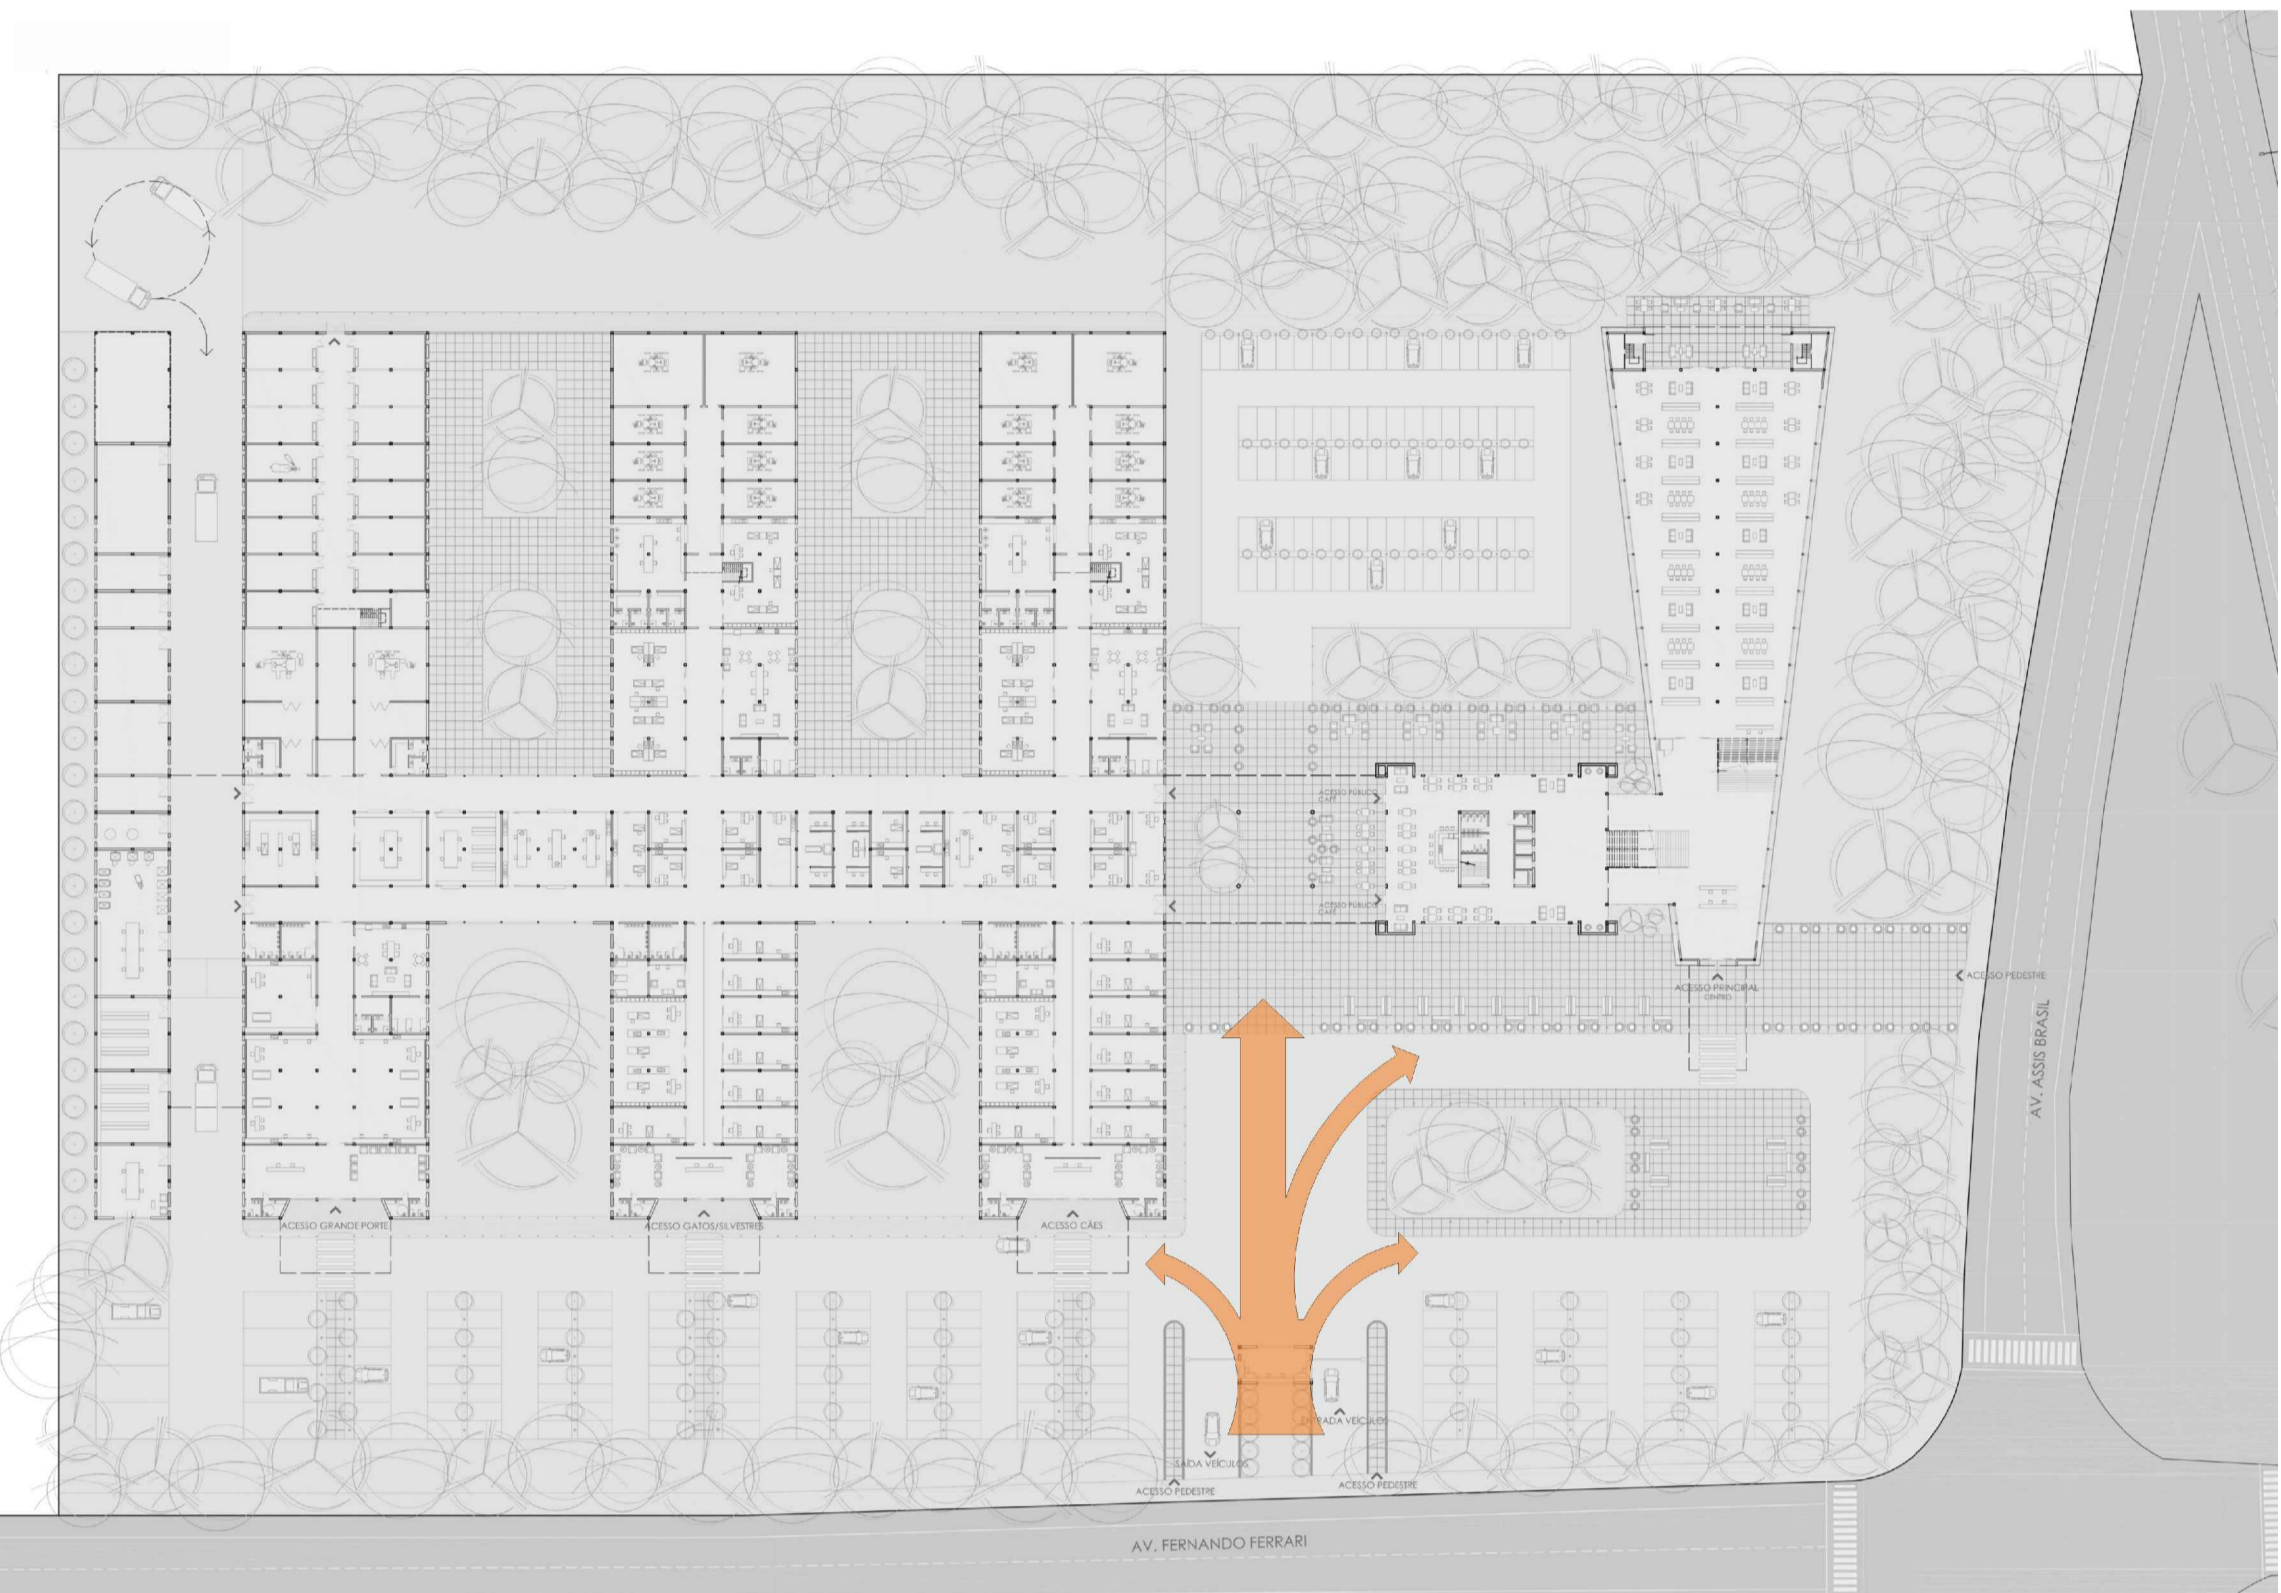 ACESSO PÚBLICO
CAFÉ
ACESSO PÚBLICO
CAFÉ
ACESSO PEDESTRE
ACESSO PRINCIPAL
CENTRO
AV. ASSIS BRASIL
ACESSO GRANDE PORTE
ACESSO GATOS/SILVESTRES
ACESSO CÃES
ENTRADA VEÍCULOS
SAÍDA VEÍCULOS
ACESSO PEDESTRE
ACESSO PEDESTRE
AV. FERNANDO FERRARI